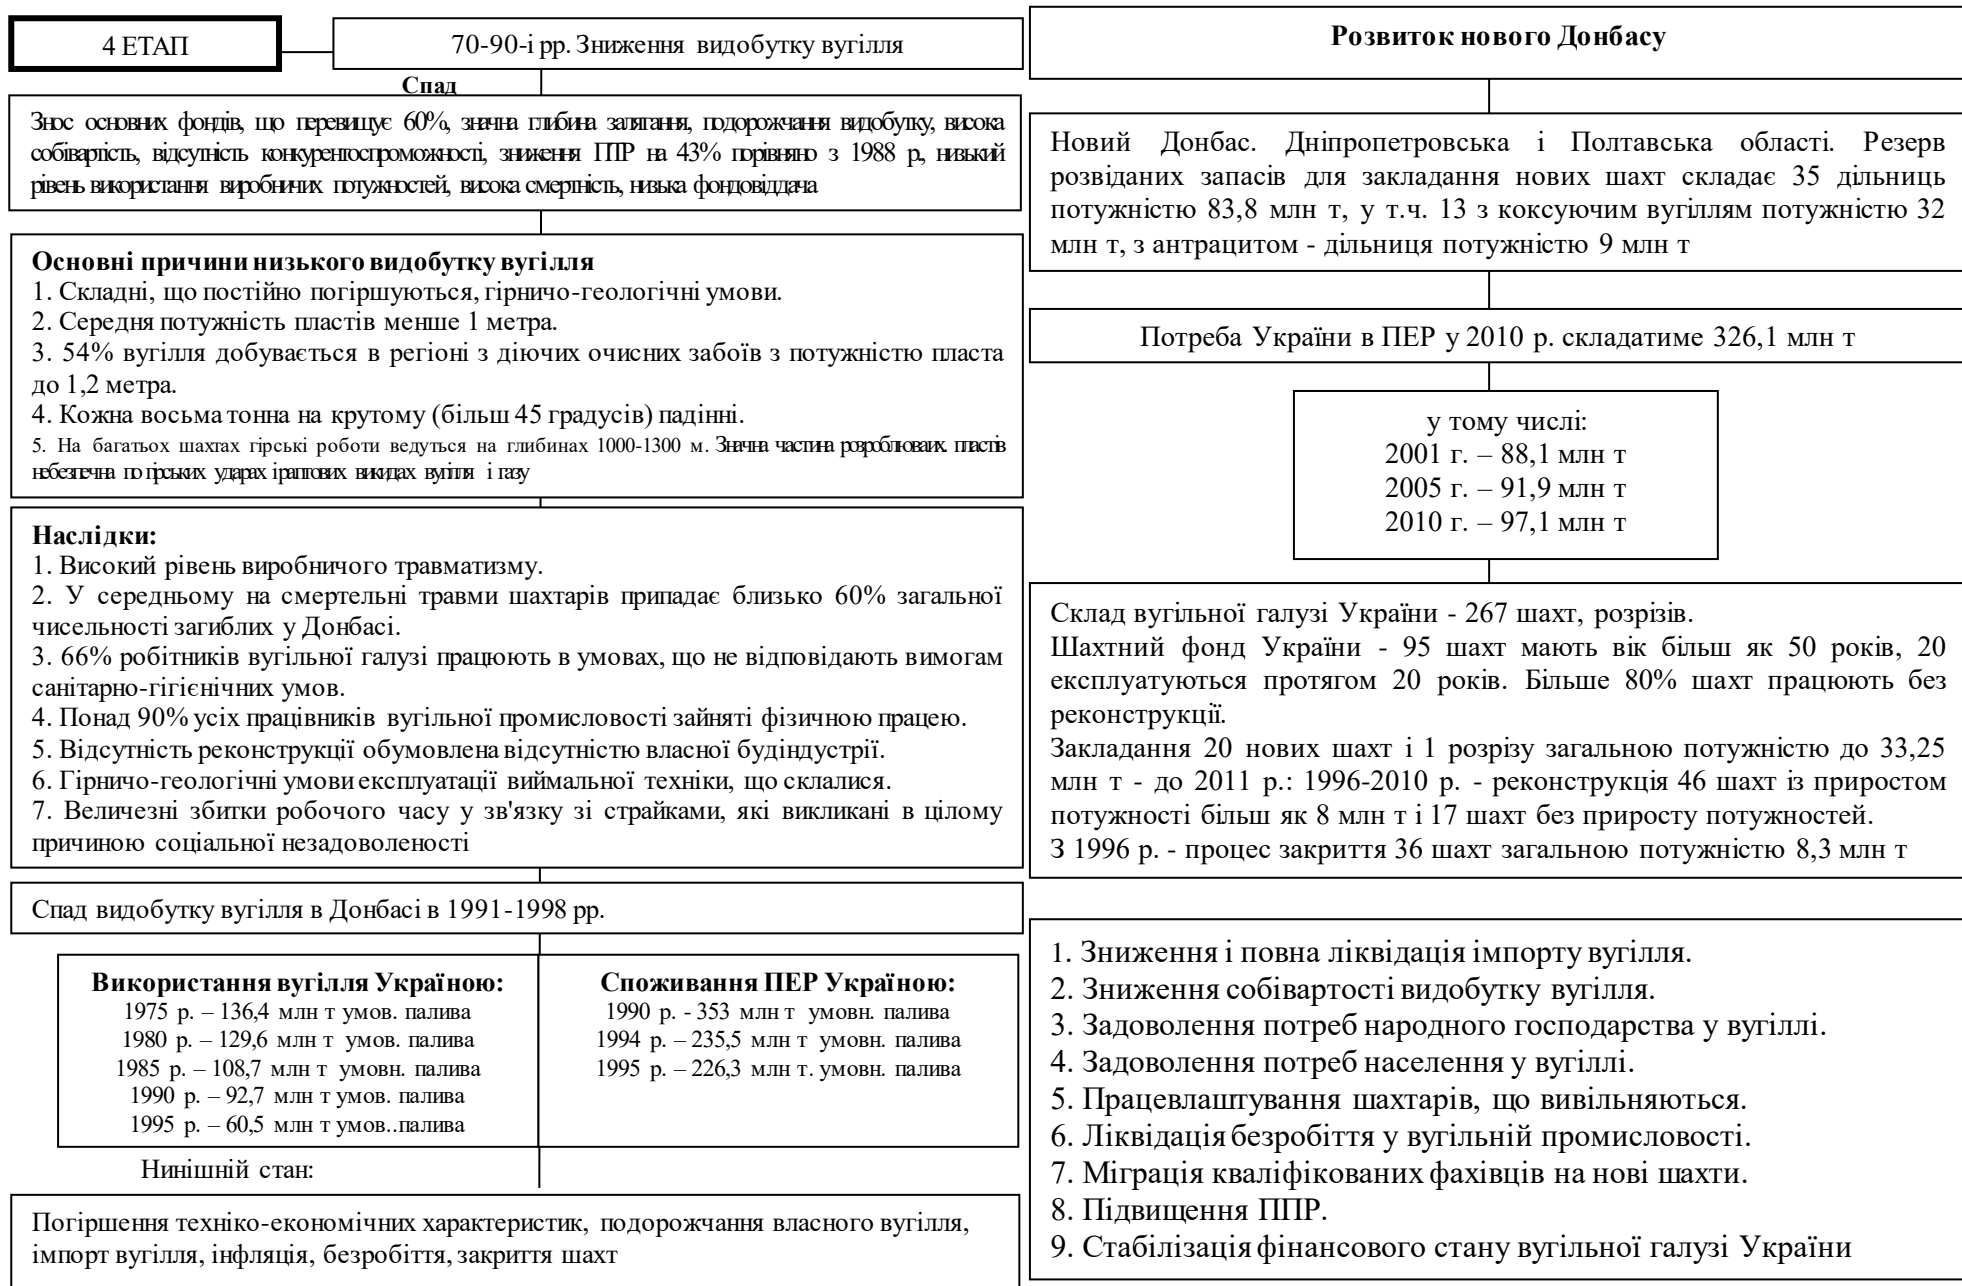 4 ЕТАП
70-90-і рр. Зниження видобутку вугілля
Спад
Знос основних фондів, що перевищує 60%, значна глибина залягання, подорожчання видобутку, висока
собівартість, відсутність конкурентоспроможності, зниження ППР на 43% порівняно з 1988 р., низький
рівень використання виробничих потужностей, висока смертність, низька фондовіддача
Основні причини низького видобутку вугілля
1. Складні, що постійно погіршуються, гірничо-геологічні умови.
2. Середня потужність пластів менше 1 метра.
3. 54% вугілля добувається в регіоні з діючих очисних забоїв з потужністю пласта
до 1,2 метра.
4. Кожна восьма тонна на крутому (більш 45 градусів) падінні.
5. На багатьох шахтах гірські роботи ведуться на глибинах 1000-1300 м. Значна частина розроблюваих. пластів
небезпечна по гірських ударах і раптових викидах вугілля і газу
Наслідки:
1. Високий рівень виробничого травматизму.
2. У середньому на смертельні травми шахтарів припадає близько 60% загальної
чисельності загиблих у Донбасі.
3. 66% робітників вугільної галузі працюють в умовах, що не відповідають вимогам
санітарно-гігієнічних умов.
4. Понад 90% усіх працівників вугільної промисловості зайняті фізичною працею.
5. Відсутність реконструкції обумовлена відсутністю власної будіндустрії.
6. Гірничо-геологічні умови експлуатації виймальної техніки, що склалися.
7. Величезні збитки робочого часу у зв'язку зі страйками, які викликані в цілому
причиною соціальної незадоволеності
Спад видобутку вугілля в Донбасі в 1991-1998 рр.
Використання вугілля Україною:
1975 р. – 136,4 млн т умов. палива
1980 р. – 129,6 млн т умов. палива
1985 р. – 108,7 млн т умовн. палива
1990 р. – 92,7 млн т умов. палива
1995 р. – 60,5 млн т умов..палива
Споживання ПЕР Україною:
1990 р. - 353 млн т умовн. палива
1994 р. – 235,5 млн т умовн. палива
1995 р. – 226,3 млн т. умовн. палива
Нинішній стан:
Погіршення техніко-економічних характеристик, подорожчання власного вугілля,
імпорт вугілля, інфляція, безробіття, закриття шахт
Розвиток нового Донбасу
Новий Донбас. Дніпропетровська і Полтавська області. Резерв
розвіданих запасів для закладання нових шахт складає 35 дільниць
потужністю 83,8 млн т, у т.ч. 13 з коксуючим вугіллям потужністю 32
млн т, з антрацитом - дільниця потужністю 9 млн т
Потреба України в ПЕР у 2010 р. складатиме 326,1 млн т
у тому числі:
2001 г. – 88,1 млн т
2005 г. – 91,9 млн т
2010 г. – 97,1 млн т
Склад вугільної галузі України - 267 шахт, розрізів.
Шахтний фонд України - 95 шахт мають вік більш як 50 років, 20
експлуатуються протягом 20 років. Більше 80% шахт працюють без
реконструкції.
Закладання 20 нових шахт і 1 розрізу загальною потужністю до 33,25
млн т - до 2011 р.: 1996-2010 р. - реконструкція 46 шахт із приростом
потужності більш як 8 млн т і 17 шахт без приросту потужностей.
З 1996 р. - процес закриття 36 шахт загальною потужністю 8,3 млн т
1. Зниження і повна ліквідація імпорту вугілля.
2. Зниження собівартості видобутку вугілля.
3. Задоволення потреб народного господарства у вугіллі.
4. Задоволення потреб населення у вугіллі.
5. Працевлаштування шахтарів, що вивільняються.
6. Ліквідація безробіття у вугільній промисловості.
7. Міграція кваліфікованих фахівців на нові шахти.
8. Підвищення ППР.
9. Стабілізація фінансового стану вугільної галузі України